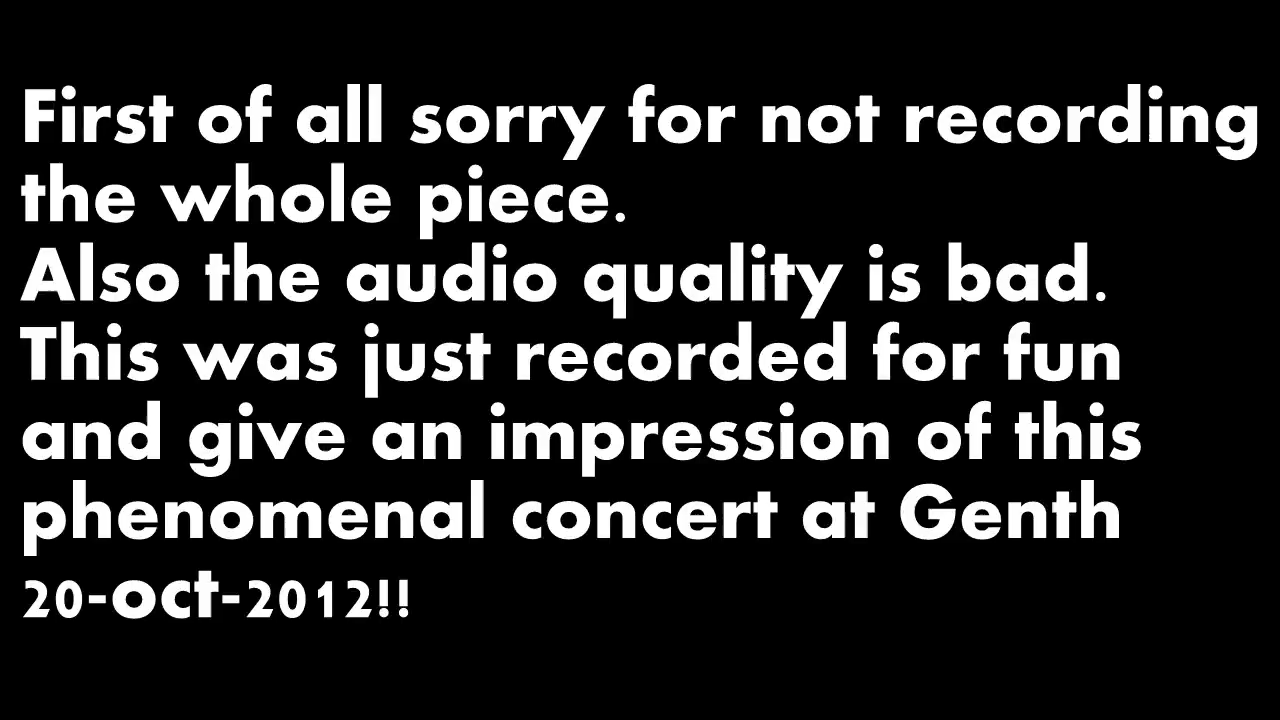 First of all sorry for not recording
the whole piece.
Also the audio quality is bad.
This was just recorded for fun
and give an impression of this
phenomenal concert at Genth
20-oct-2012!!